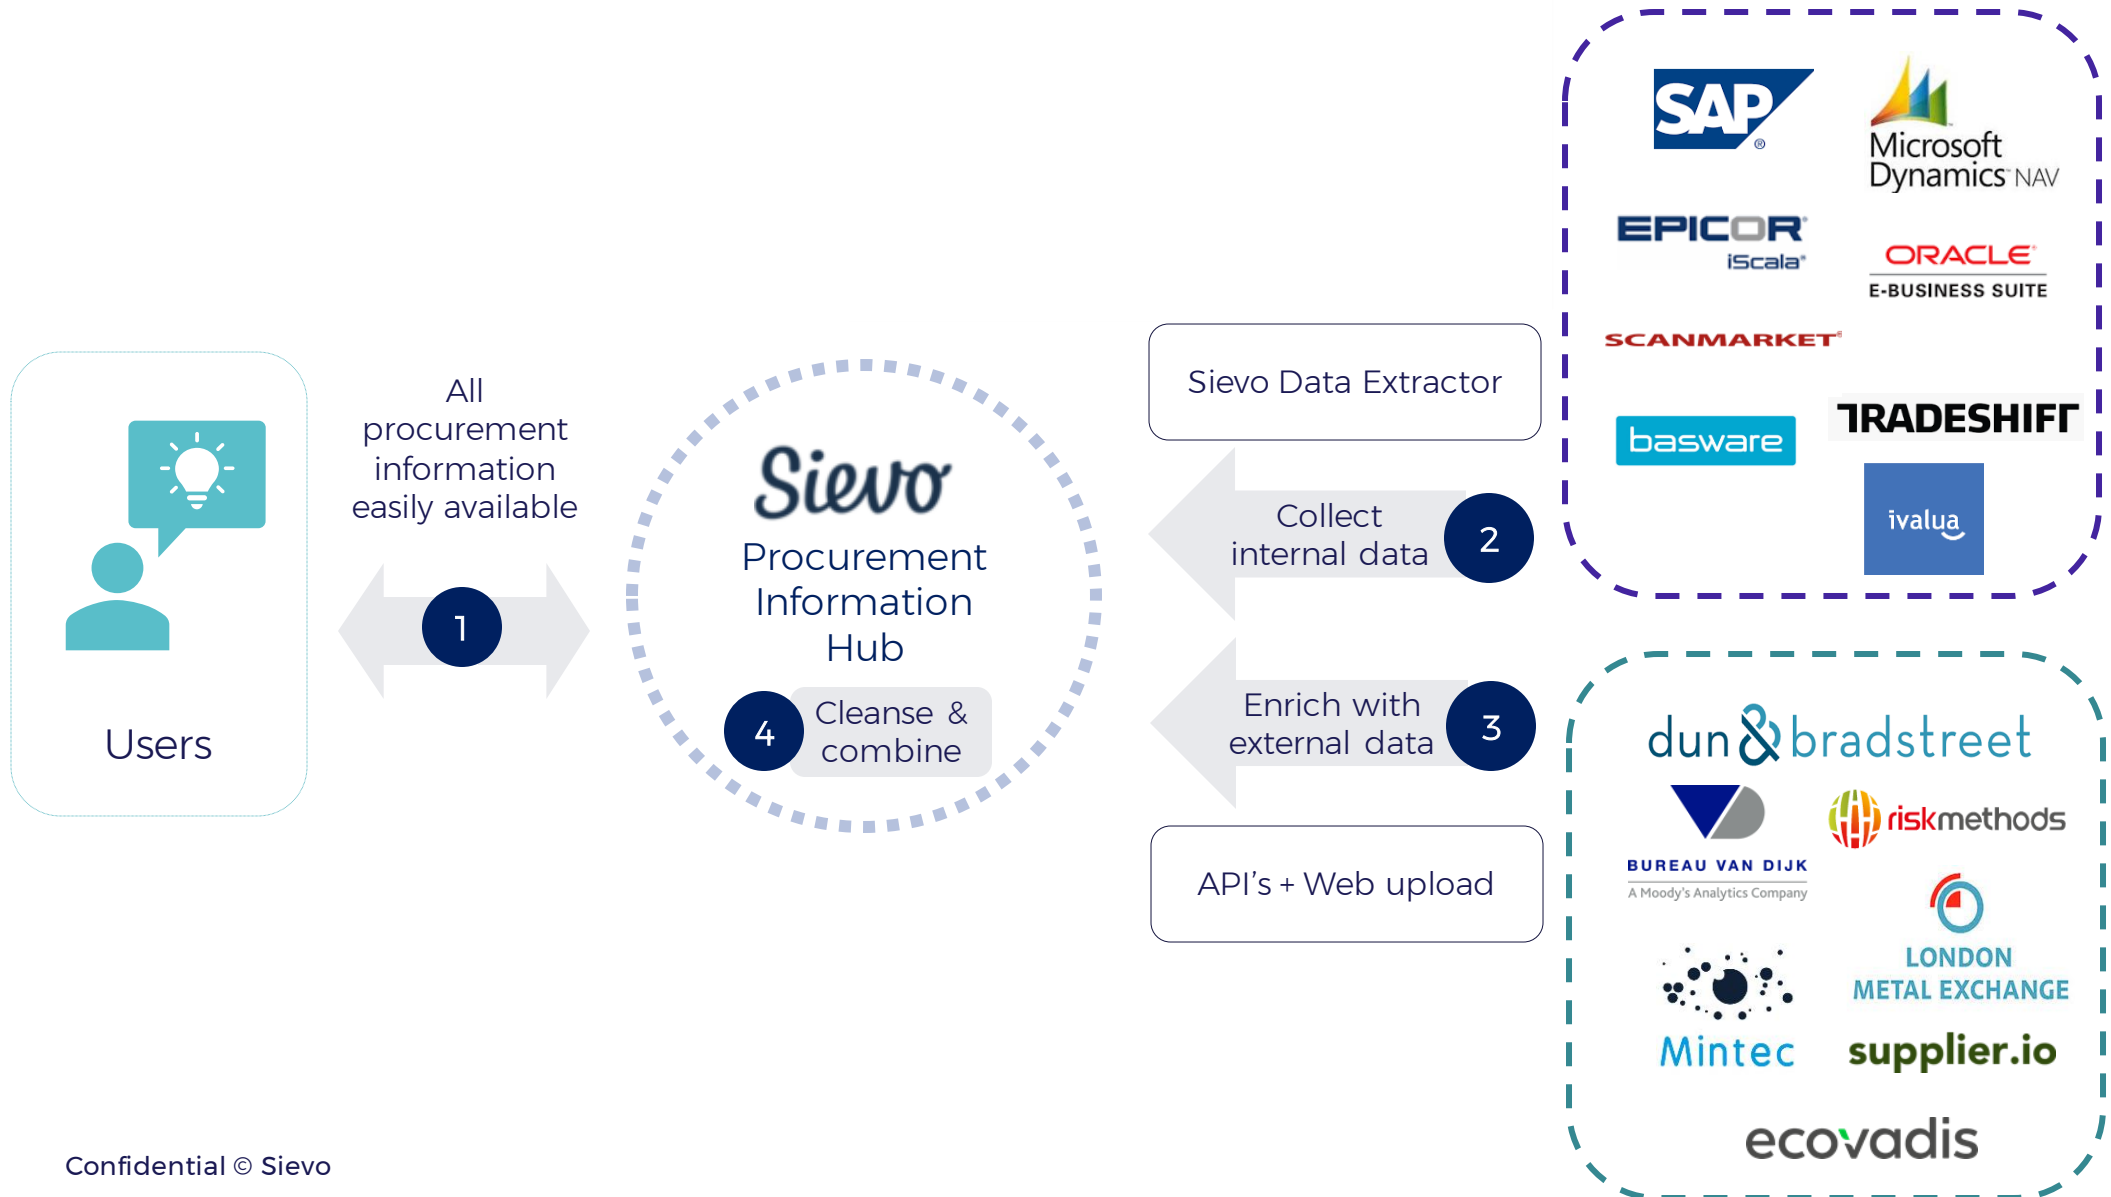 Users
All
procurement
information
easily available
1
Sievo
Procurement
Information
Hub
4
Cleanse &
combine
Sievo Data Extractor
Collect
internal data
2
Enrich with
external data
3
API's + Web upload
SAP
®
Microsoft
Dynamics™ NAV
EPICOR®
iScala®
ORACLE®
E-BUSINESS SUITE
SCANMARKET®
TRADESHIFT
basware
ivalua
dun & bradstreet
BUREAU VAN DIJK
A Moody's Analytics Company
riskmethods
LONDON
METAL EXCHANGE
Mintec
supplier.io
ecovadis
Confidential © Sievo